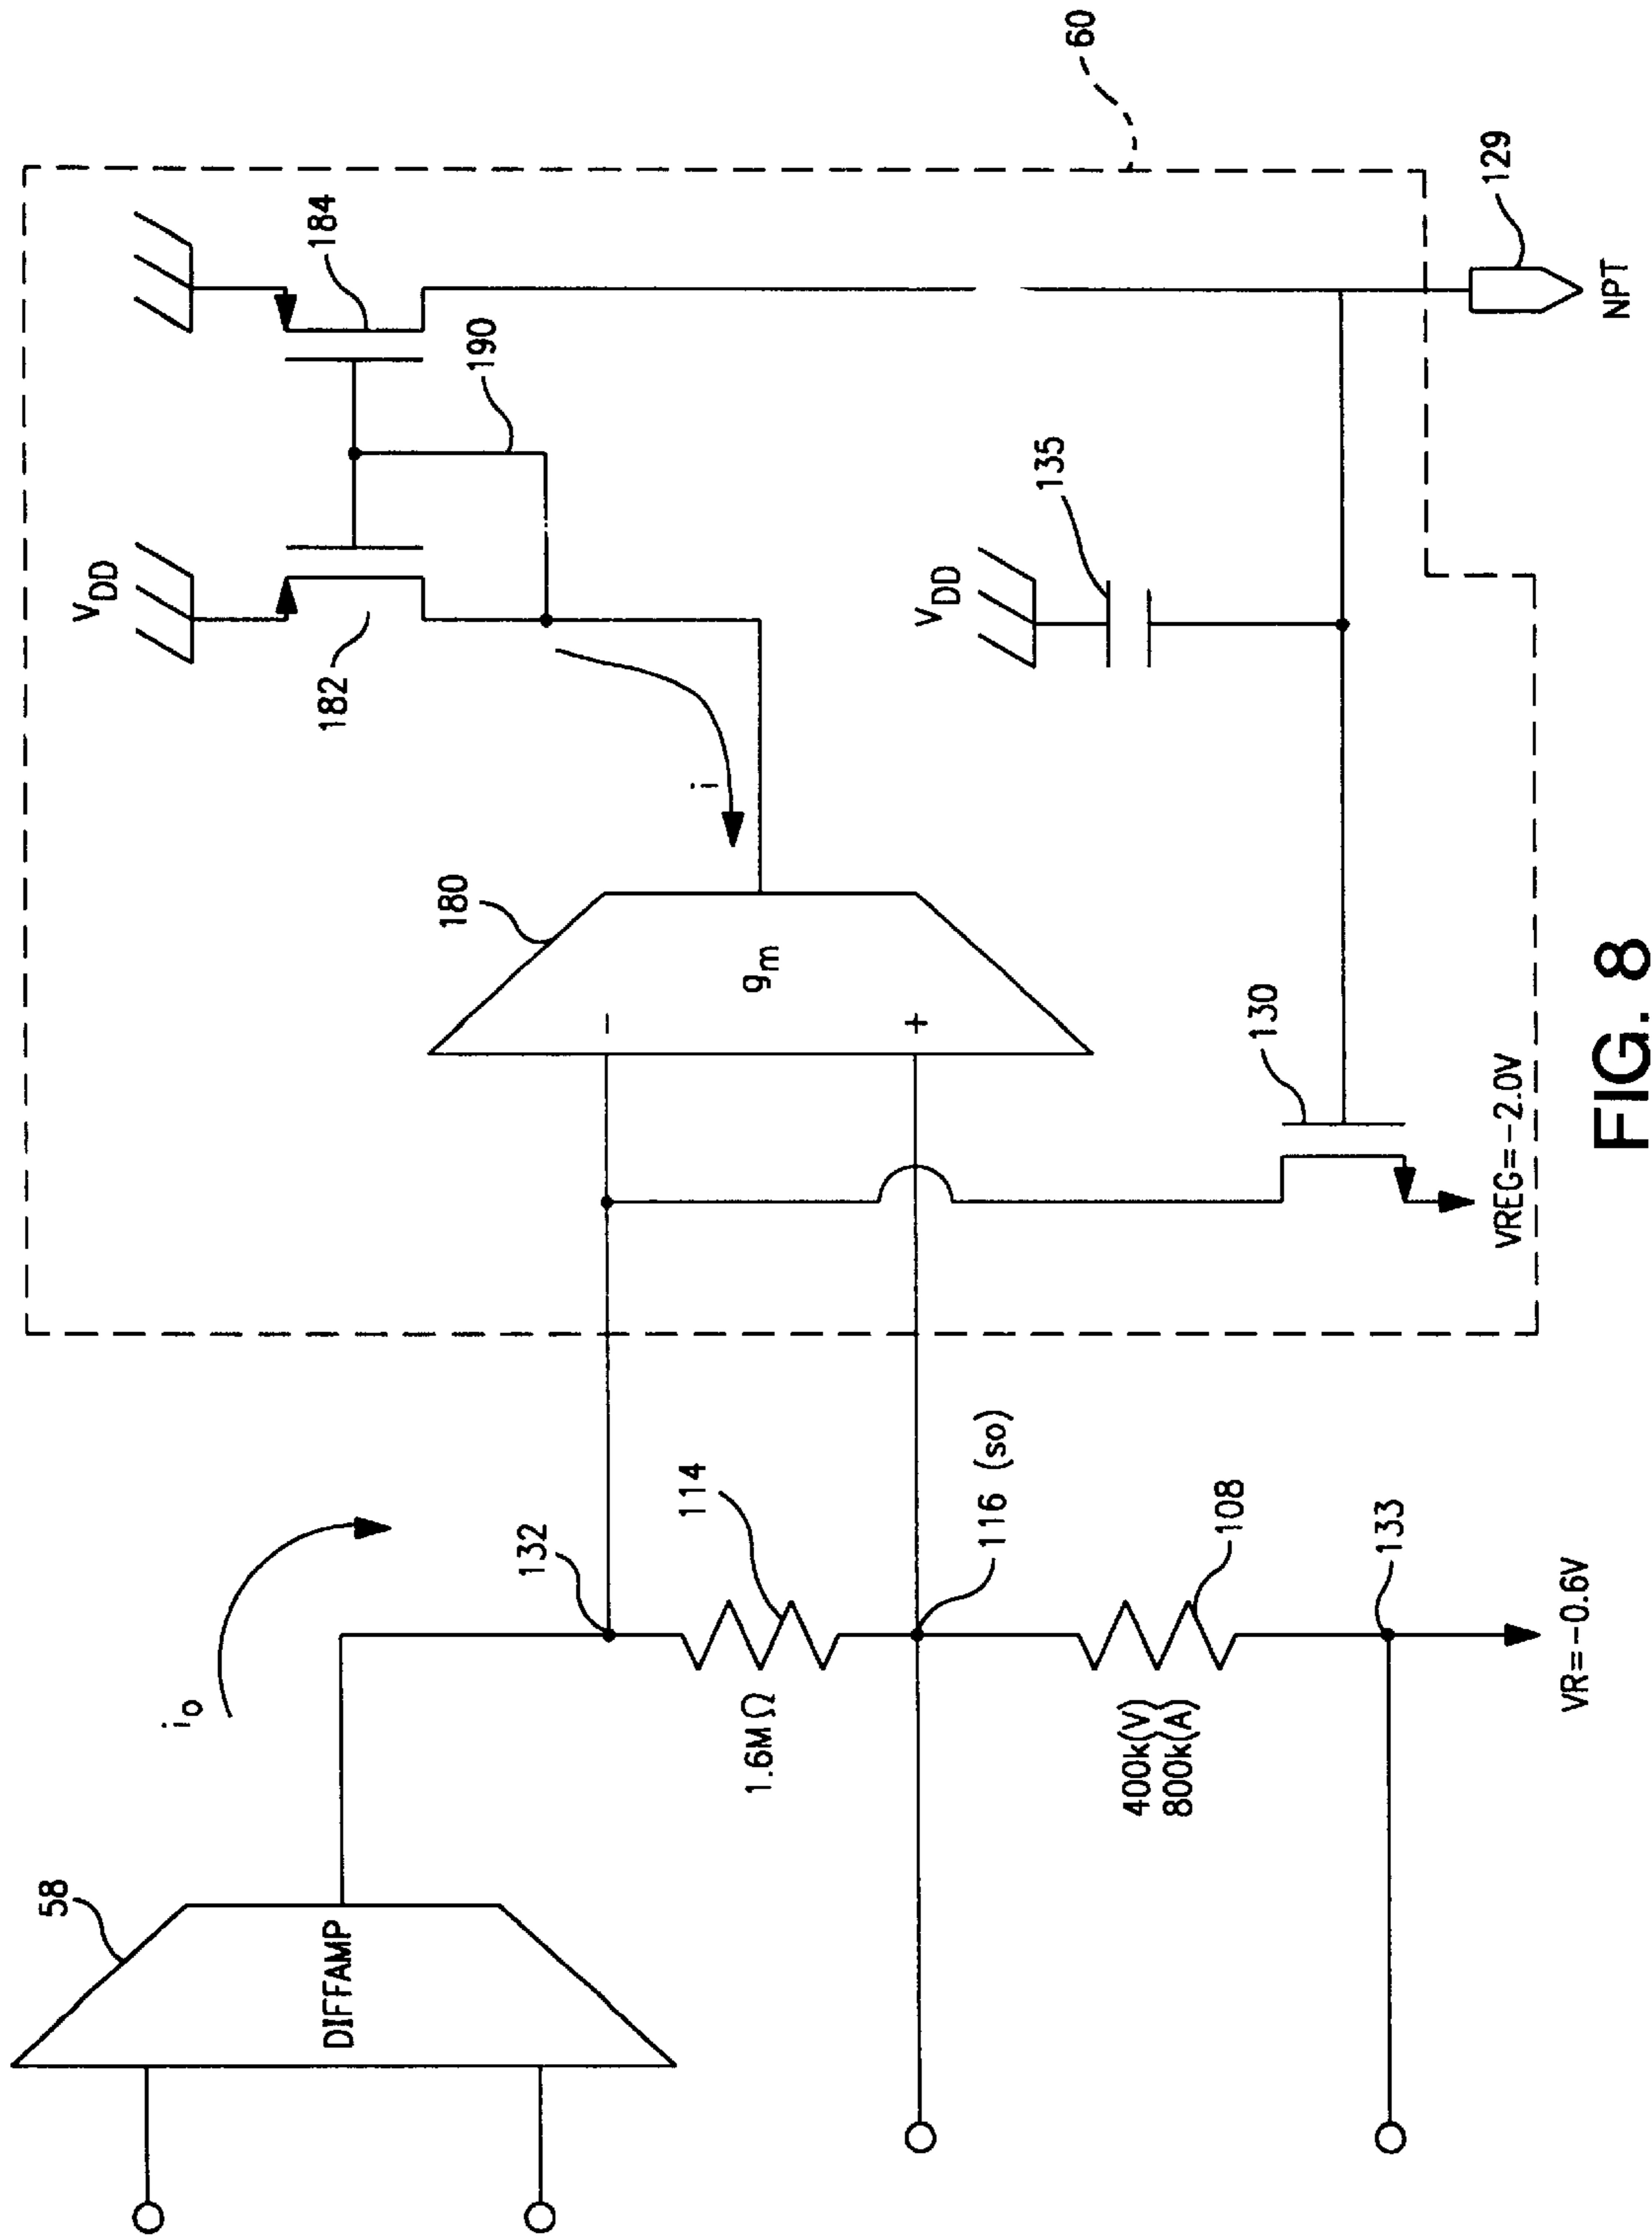 58
DIFFAMP
io
132
114
1.6MΩ
116 (so)
400k(V)
800k(A)
108
133
VR=-0.6V
180
gm
-
+
i
VDD
182
184
190
VDD
135
130
VREG=-2.0V
60
129
NPT
FIG. 8